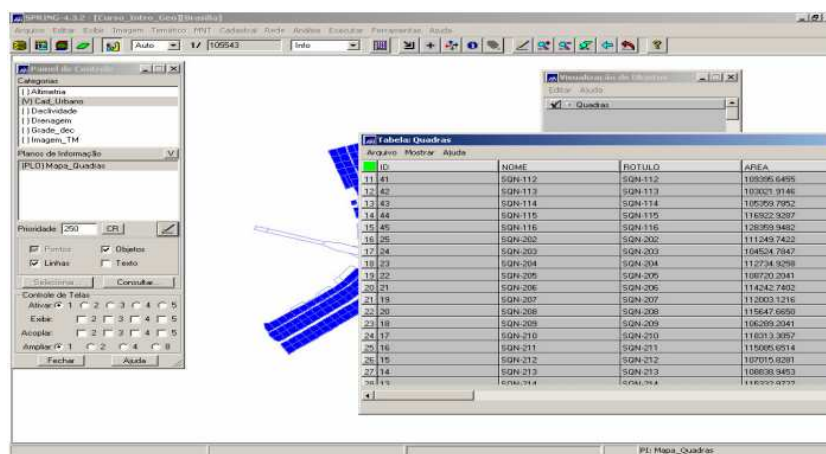 SPRING-4.3.2 - [Curso_Intro_Geo][Brasilia]
Arquivo Editar Exibir Imagem Temático MNT Cadastral Rede Análise Executar Ferramentas Ajuda
Auto 1/ 105543 Info
Painel de Controle
Categorias
( ) Altimetria
(V) Cad_Urbano
( ) Declividade
( ) Drenagem
( ) Grade_dec
( ) Imagem_TM
Planos de Informação V
(PLO) Mapa_Quadras
Prioridade 250 CR
Pontos Objetos
Linhas Texto
Selecionar... Consultar...
Controle de Telas
Ativar: 1 2 3 4 5
Exibir: 2 3 4 5
Acoplar: 2 3 4 5
Ampliar: 1 2 4 8
Fechar Ajuda
Visualização de Objetos
Editar Ajuda
Quadras
Tabela: Quadras
Arquivo Mostrar Ajuda
ID NOME ROTULO AREA
11 41 SQN-112 SQN-112 109395.6455
12 42 SQN-113 SQN-113 103021.9146
13 43 SQN-114 SQN-114 105359.7952
14 44 SQN-115 SQN-115 116922.9287
15 45 SQN-116 SQN-116 128359.9482
16 25 SQN-202 SQN-202 111249.7422
17 24 SQN-203 SQN-203 104524.7847
18 23 SQN-204 SQN-204 112734.9258
19 22 SQN-205 SQN-205 108720.2041
20 21 SQN-206 SQN-206 114242.7402
21 19 SQN-207 SQN-207 112003.1216
22 20 SQN-208 SQN-208 115647.6650
23 18 SQN-209 SQN-209 106289.2041
24 17 SQN-210 SQN-210 118313.3057
25 16 SQN-211 SQN-211 115085.6514
26 15 SQN-212 SQN-212 107015.8281
27 14 SQN-213 SQN-213 108838.9453
28 13 SQN-214 SQN-214
PI: Mapa_Quadras